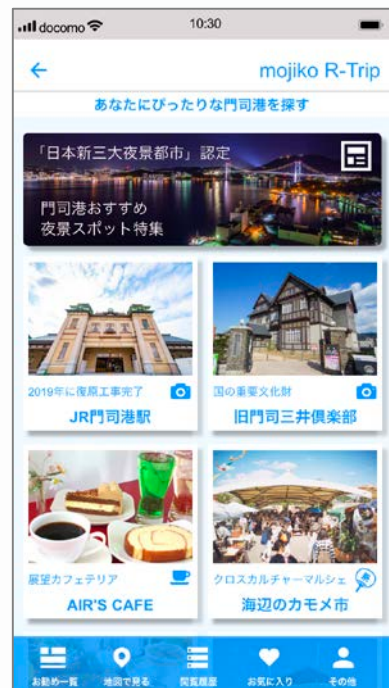 docomo 10:30
mojiko R-Trip
あなたにぴったりな門司港を探す
「日本新三大夜景都市」認定
門司港おすすめ
夜景スポット特集
2019年に復原工事完了
JR門司港駅
国の重要文化財
旧門司三井倶楽部
展望カフェテリア
AIR'S CAFE
クロスカルチャーマルシェ
海辺のカモメ市
お勧め一覧 地図で見る 閲覧履歴 お気に入り その他